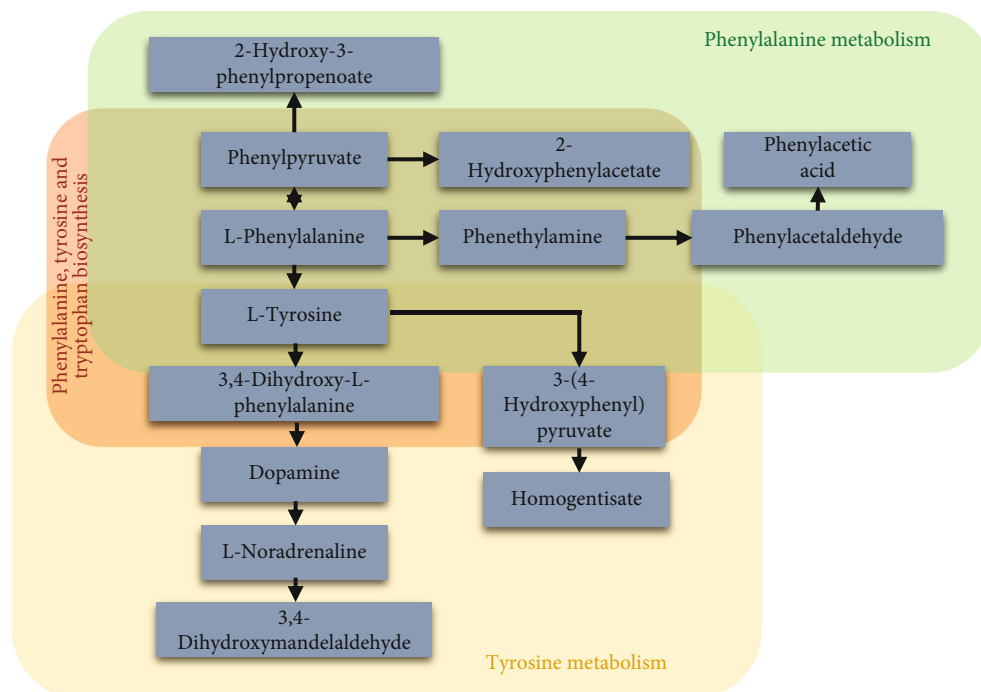 Phenylalanine metabolism
2-Hydroxy-3-
phenylpropenoate
Phenylpyruvate
2-
Hydroxyphenylacetate
Phenylacetic
acid
L-Phenylalanine
Phenethylamine
Phenylacetaldehyde
Phenylalanine, tyrosine and
tryptophan biosynthesis
L-Tyrosine
3,4-Dihydroxy-L-
phenylalanine
3-(4-
Hydroxyphenyl)
pyruvate
Dopamine
Homogentisate
L-Noradrenaline
3,4-
Dihydroxymandelaldehyde
Tyrosine metabolism